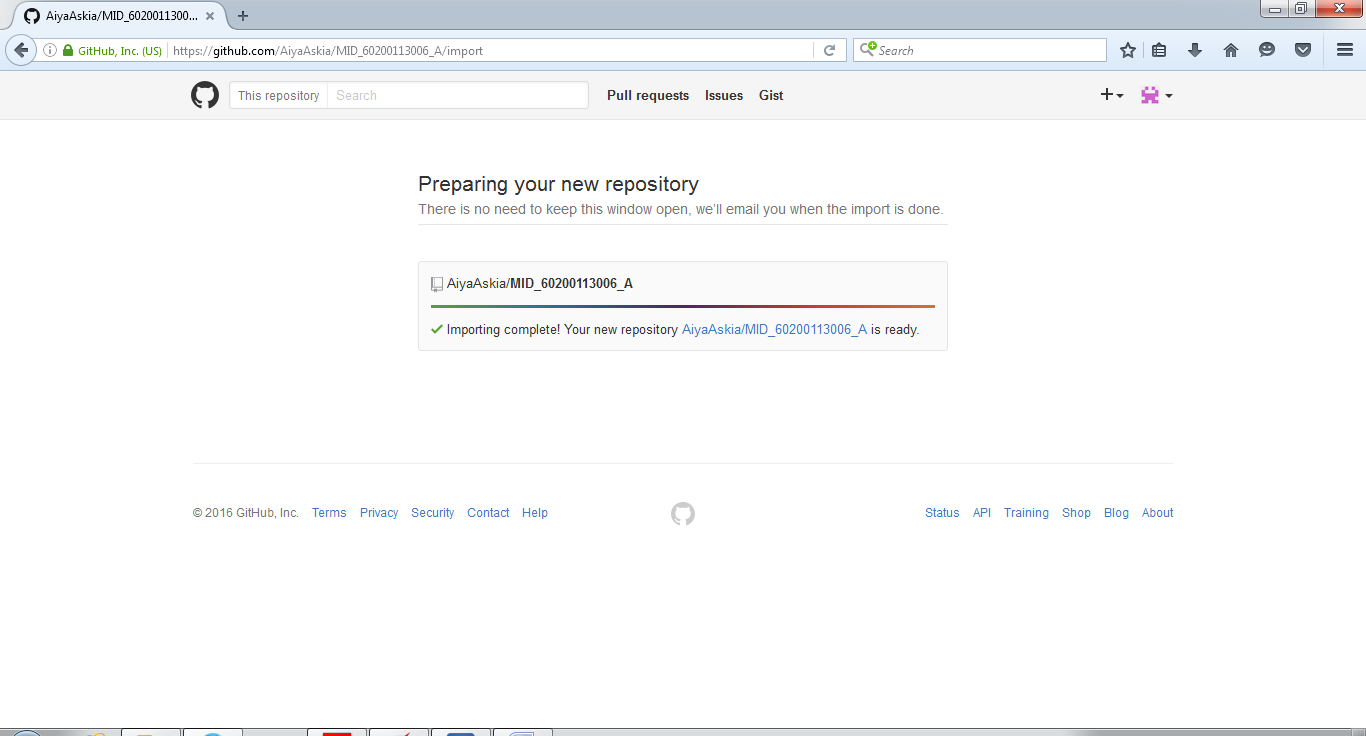 AiyaAskia/MID_6020011300...
GitHub, Inc. (US) https://github.com/AiyaAskia/MID_60200113006_A/import Search
This repository Search Pull requests Issues Gist
Preparing your new repository
There is no need to keep this window open, we'll email you when the import is done.
AiyaAskia/MID_60200113006_A
Importing complete! Your new repository AiyaAskia/MID_60200113006_A is ready.
© 2016 GitHub, Inc. Terms Privacy Security Contact Help Status API Training Shop Blog About